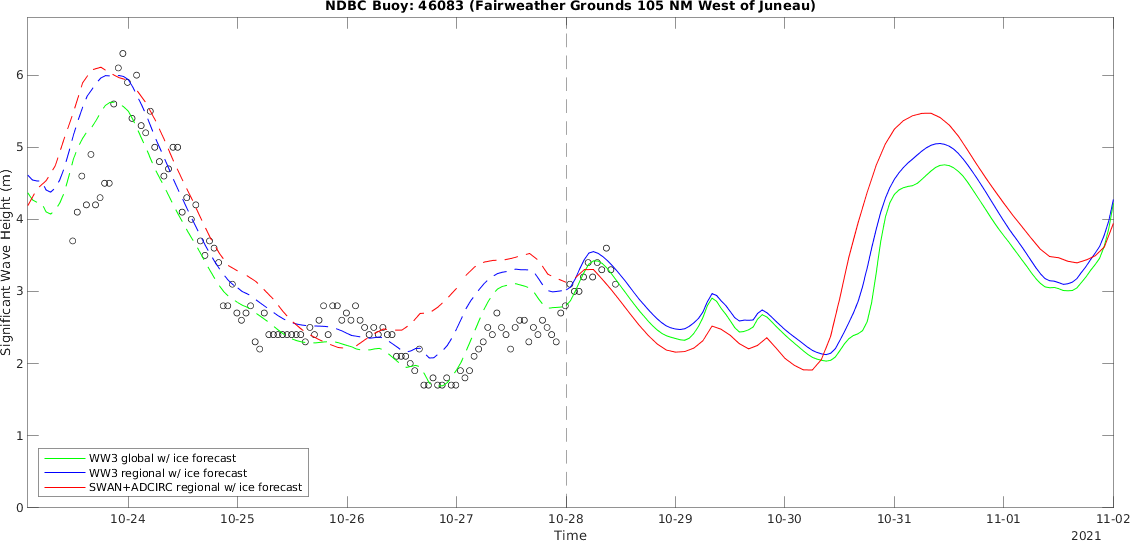 NDBC Buoy: 46083 (Fairweather Grounds 105 NM West of Juneau)
Significant Wave Height (m)
6
5
4
3
2
1
0
WW3 global w/ ice forecast
WW3 regional w/ ice forecast
SWAN+ADCIRC regional w/ ice forecast
10-24 10-25 10-26 10-27 10-28 10-29 10-30 10-31 11-01 11-02
Time
2021